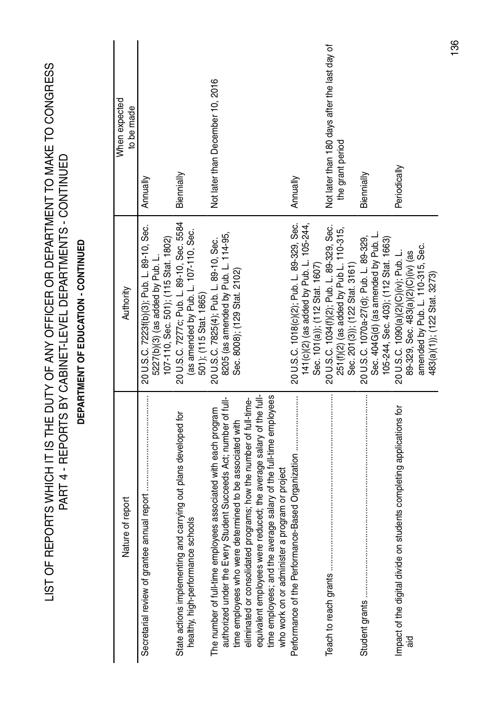 LIST OF REPORTS WHICH IT IS THE DUTY OF ANY OFFICER OR DEPARTMENT TO MAKE TO CONGRESS
PART 4 - REPORTS BY CABINET-LEVEL DEPARTMENTS - CONTINUED
DEPARTMENT OF EDUCATION - CONTINUED
Nature of report
Authority
When expected
to be made
Secretarial review of grantee annual report
20 U.S.C. 7223f(b)(3); Pub. L. 89-10, Sec.
5227(b)(3) (as added by Pub. L.
107-110, Sec. 501); (115 Stat. 1802)
Annually
State actions implementing and carrying out plans developed for
healthy, high-performance schools
20 U.S.C. 7277c; Pub. L. 89-10, Sec. 5584
(as amended by Pub. L. 107-110, Sec.
501); (115 Stat. 1865)
Biennially
The number of full-time employees associated with each program
authorized under the Every Student Succeeds Act; number of full-
time employees who were determined to be associated with
eliminated or consolidated programs; how the number of full-time-
equivalent employees were reduced; the average salary of the full-
time employees; and the average salary of the full-time employees
who work on or administer a program or project
20 U.S.C. 7825(4); Pub. L. 89-10, Sec.
8205 (as amended by Pub. L. 114-95,
Sec. 8008); (129 Stat. 2102)
Not later than December 10, 2016
Performance of the Performance-Based Organization
20 U.S.C. 1018(c)(2); Pub. L. 89-329, Sec.
141(c)(2) (as added by Pub. L. 105-244,
Sec. 101(a)); (112 Stat. 1607)
Annually
Teach to reach grants
20 U.S.C. 1034(f)(2); Pub. L. 89-329, Sec.
251(f)(2) (as added by Pub L. 110-315,
Sec. 201(3)); (122 Stat. 3161)
Not later than 180 days after the last day of
the grant period
Student grants
20 U.S.C. 1070a-27(d); Pub. L. 89-329,
Sec. 404G(d) (as amended by Pub L.
105-244, Sec. 403); (112 Stat. 1663)
Biennially
Impact of the digital divide on students completing applications for
aid
20 U.S.C. 1090(a)(2)(C)(iv); Pub. L.
89-329, Sec. 483(a)(2)(C)(iv) (as
amended by Pub. L. 110-315, Sec.
483(a)(1)); (122 Stat. 3273)
Periodically
136